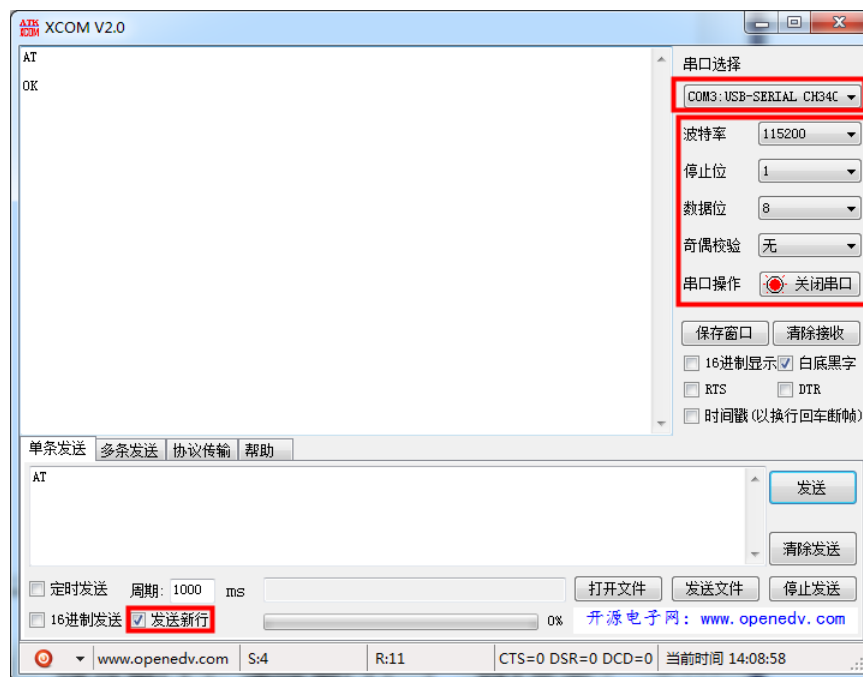 ATK XCOM XCOM V2.0
AT
OK
串口选择
COM3:USB-SERIAL CH34C
波特率 115200
停止位 1
数据位 8
奇偶校验 无
串口操作 关闭串口
保存窗口 清除接收
16进制显示 白底黑字
RTS DTR
时间戳(以换行回车断帧)
单条发送 多条发送 协议传输 帮助
AT
发送
清除发送
定时发送 周期: 1000 ms 打开文件 发送文件 停止发送
16进制发送 发送新行 0% 开源电子网: www.openedv.com
www.openedv.com S:4 R:11 CTS=0 DSR=0 DCD=0 当前时间 14:08:58